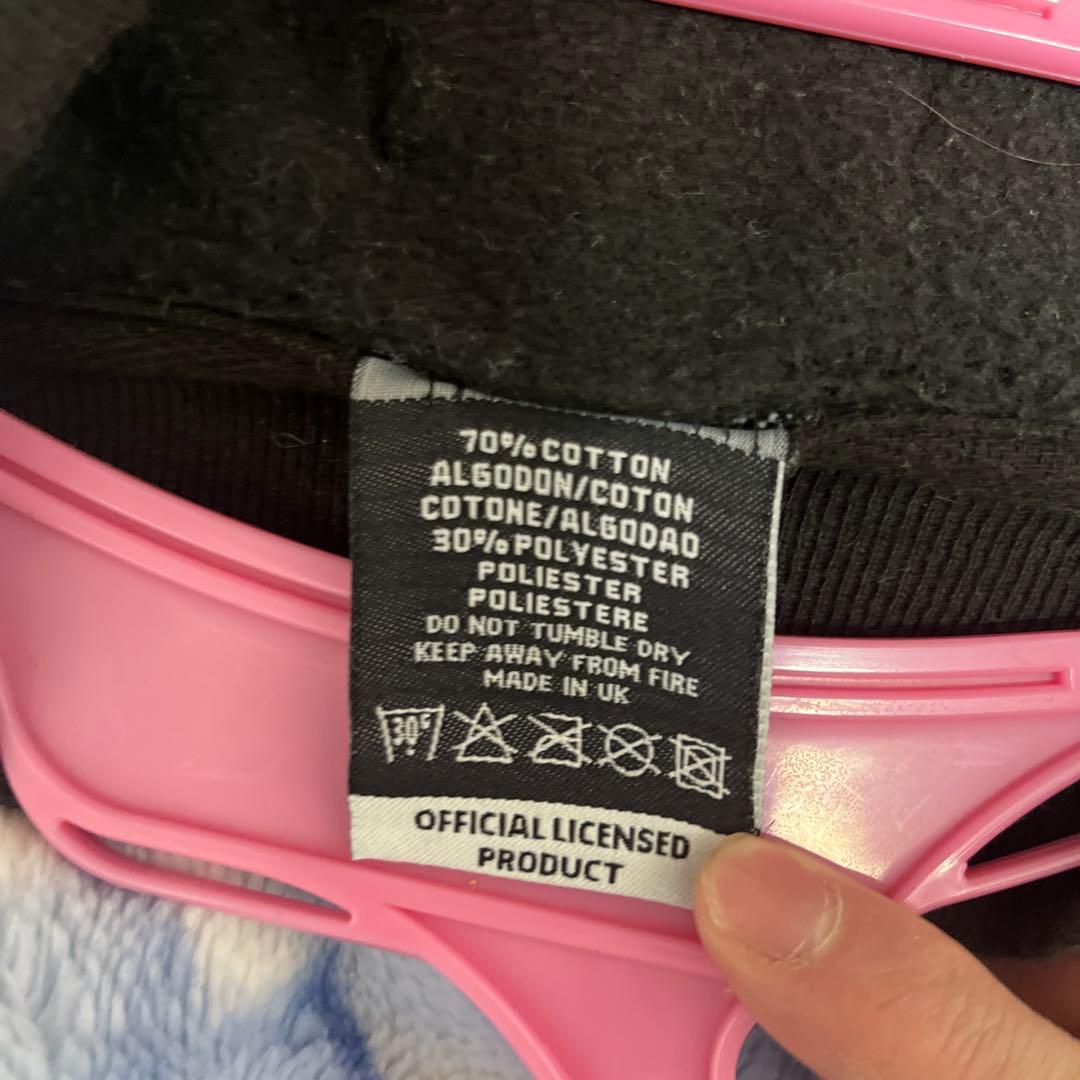 70% COTTON
ALGODON/COTON
COTONE/ALGODAO
30% POLYESTER
POLIESTER
POLIESTERE
DO NOT TUMBLE DRY
KEEP AWAY FROM FIRE
MADE IN UK
30°
OFFICIAL LICENSED
PRODUCT